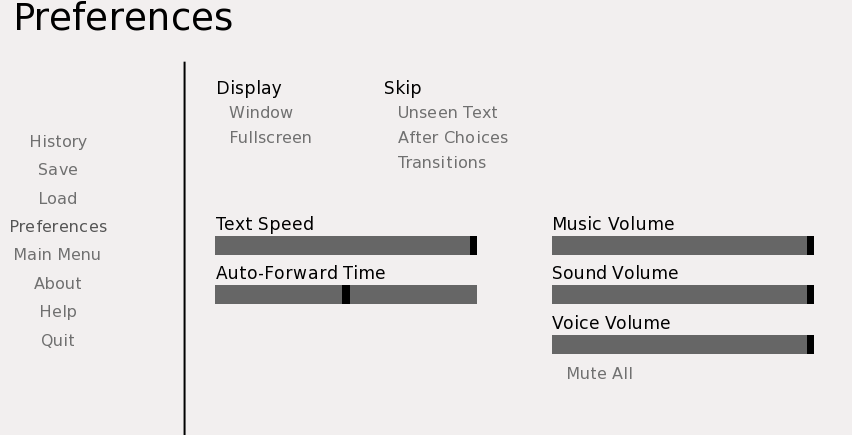 Preferences
History
Save
Load
Preferences
Main Menu
About
Help
Quit
Display
Window
Fullscreen
Skip
Unseen Text
After Choices
Transitions
Text Speed
Auto-Forward Time
Music Volume
Sound Volume
Voice Volume
Mute All